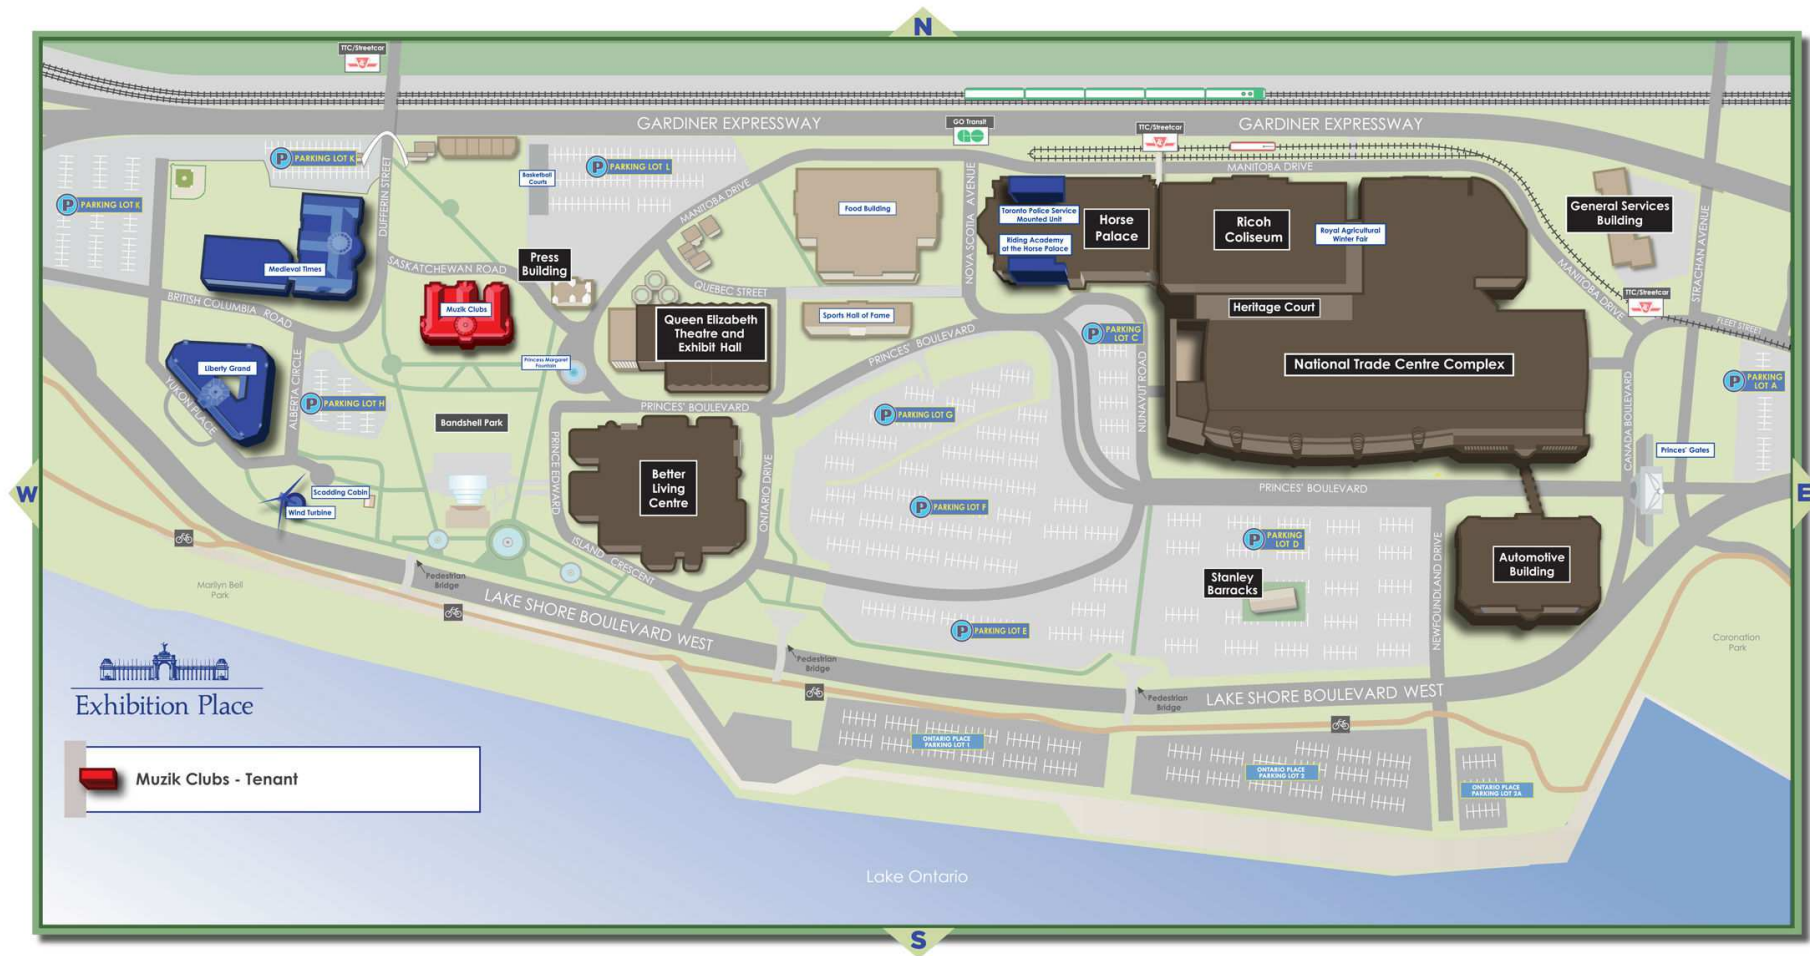 N
TTC/Streetcar
GARDINER EXPRESSWAY
GO Transit
TTC/Streetcar
GARDINER EXPRESSWAY
P PARKING LOT K
P PARKING LOT K
DUFFERIN STREET
Basketball
Courts
P PARKING LOT L
MANITOBA DRIVE
Food Building
NOVA SCOTIA AVENUE
MANITOBA DRIVE
Toronto Police Service
Mounted Unit
Riding Academy
at the Horse Palace
Horse
Palace
Ricoh
Coliseum
Royal Agricultural
Winter Fair
General Services
Building
STRACHAN AVENUE
MANITOBA DRIVE
TTC/Streetcar
FLEET STREET
Medieval Times
SASKATCHEWAN ROAD
Press
Building
QUEBEC STREET
BRITISH COLUMBIA ROAD
Muzik Clubs
Queen Elizabeth
Theatre and
Exhibit Hall
Sports Hall of Fame
PRINCES' BOULEVARD
P PARKING
LOT C
Heritage Court
National Trade Centre Complex
NUNAVUT ROAD
CANADA BOULEVARD
P PARKING
LOT A
Liberty Grand
YUKON PLACE
ALBERTA CIRCLE
P PARKING LOT H
Princess Margaret
Fountain
PRINCES' BOULEVARD
Bandshell Park
P PARKING LOT G
Princes' Gates
W
E
PRINCE EDWARD
ISLAND CRESCENT
Better
Living
Centre
ONTARIO DRIVE
P PARKING LOT F
PRINCES' BOULEVARD
Scadding Cabin
Wind Turbine
P PARKING
LOT D
NEWFOUNDLAND DRIVE
Automotive
Building
Stanley
Barracks
Marilyn Bell
Park
Pedestrian
Bridge
LAKE SHORE BOULEVARD WEST
P PARKING LOT E
Coronation
Park
Pedestrian
Bridge
Pedestrian
Bridge
LAKE SHORE BOULEVARD WEST
Exhibition Place
ONTARIO PLACE
PARKING LOT 1
ONTARIO PLACE
PARKING LOT 2
ONTARIO PLACE
PARKING LOT 2A
Muzik Clubs - Tenant
Lake Ontario
S